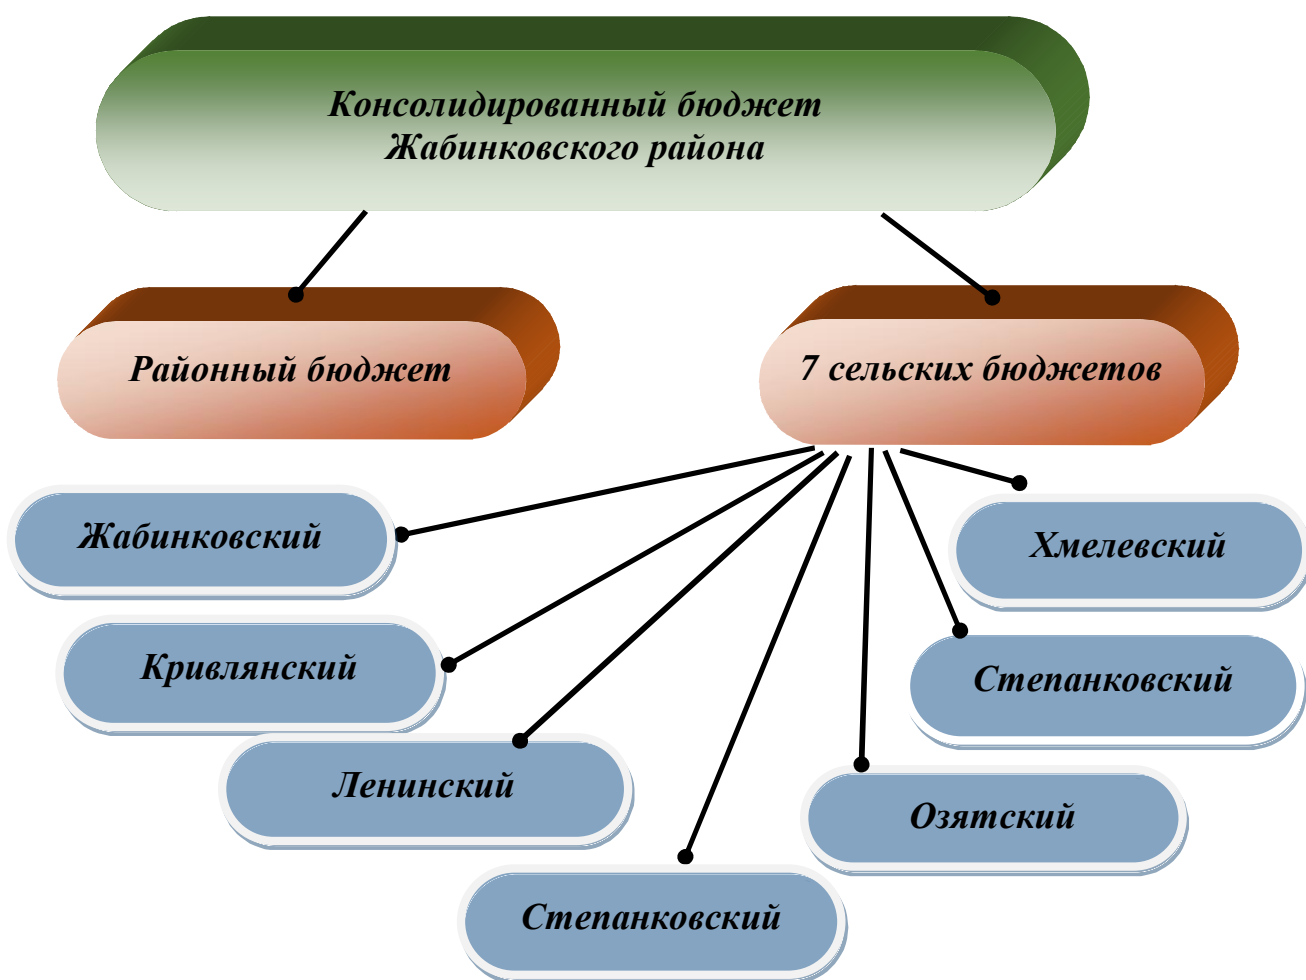 Консолидированный бюджет
Жабинковского района
Районный бюджет
7 сельских бюджетов
Жабинковский
Хмелевский
Кривлянский
Степанковский
Ленинский
Озятский
Степанковский